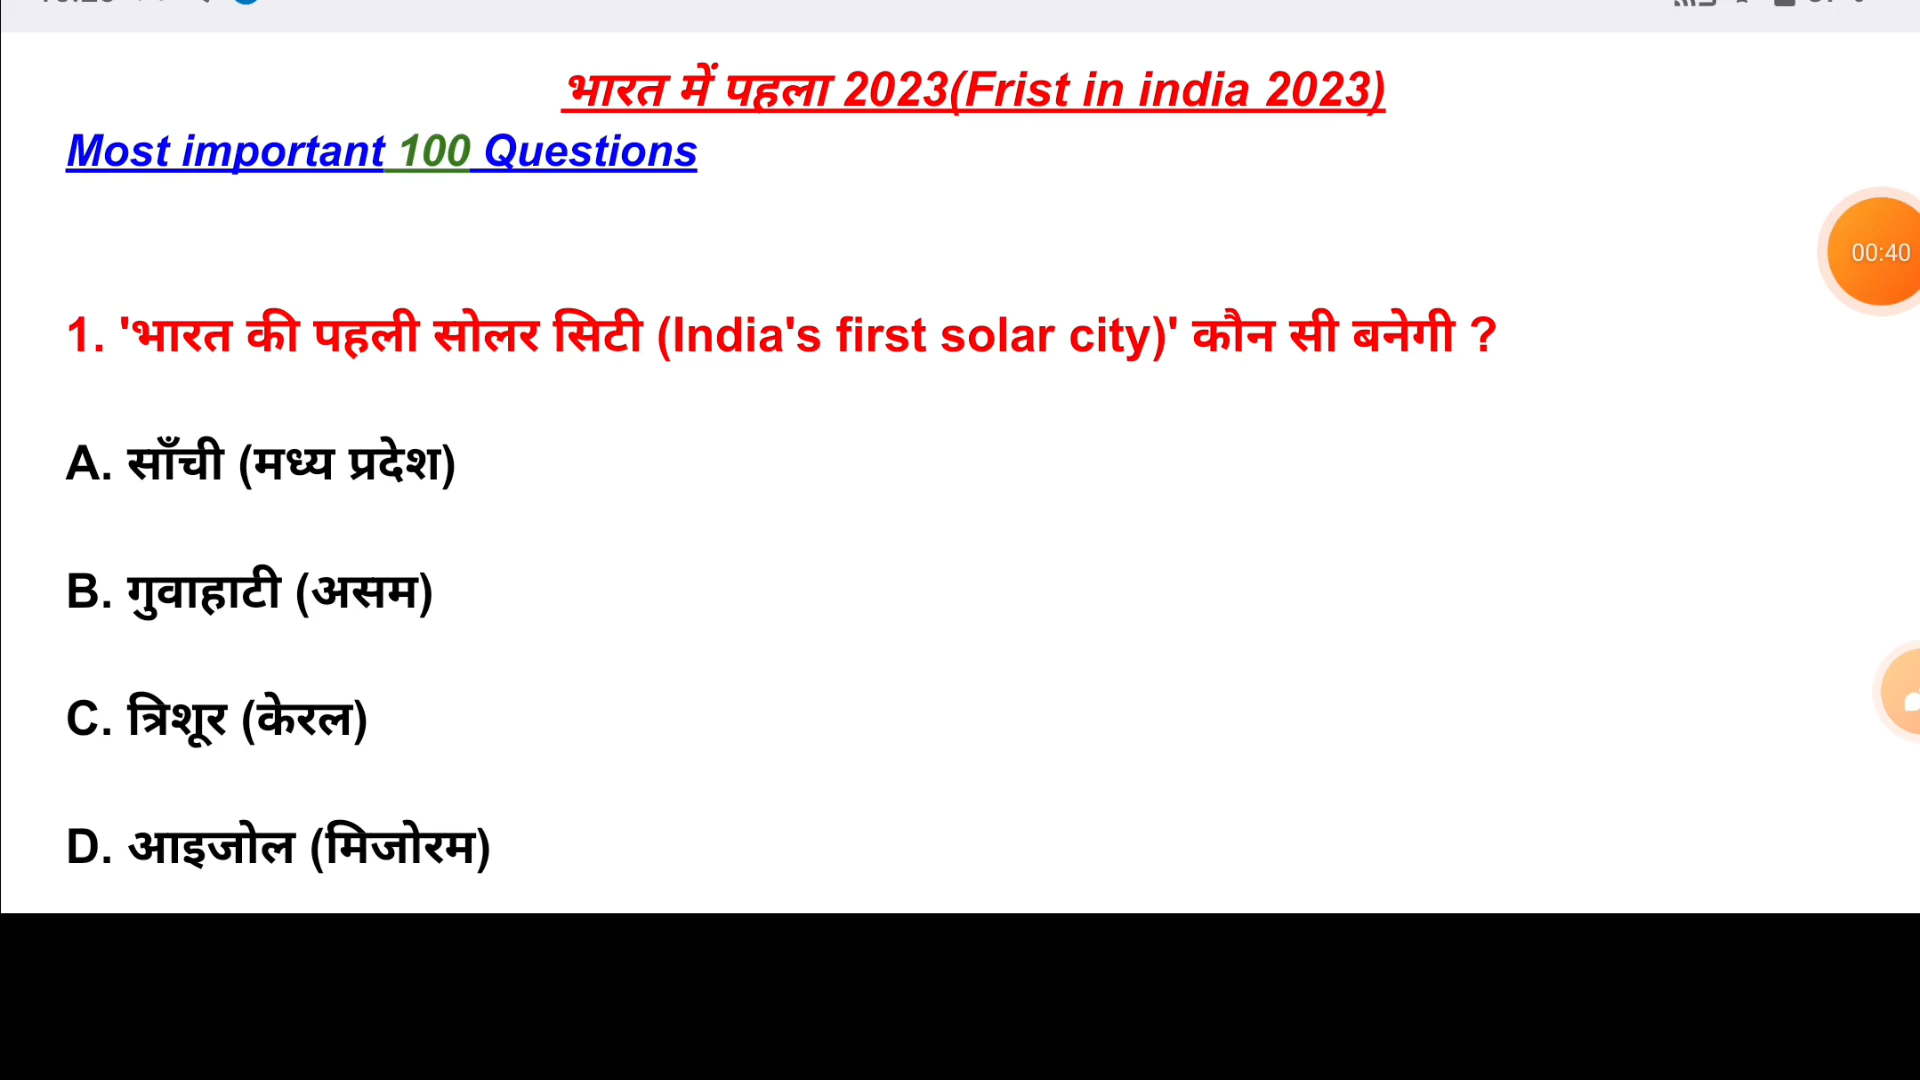 भारत में पहला 2023(Frist in india 2023)
Most important 100 Questions
00:40
1. 'भारत की पहली सोलर सिटी (India's first solar city)' कौन सी बनेगी ?
A. साँची (मध्य प्रदेश)
B. गुवाहाटी (असम)
C. त्रिशूर (केरल)
D. आइजोल (मिजोरम)